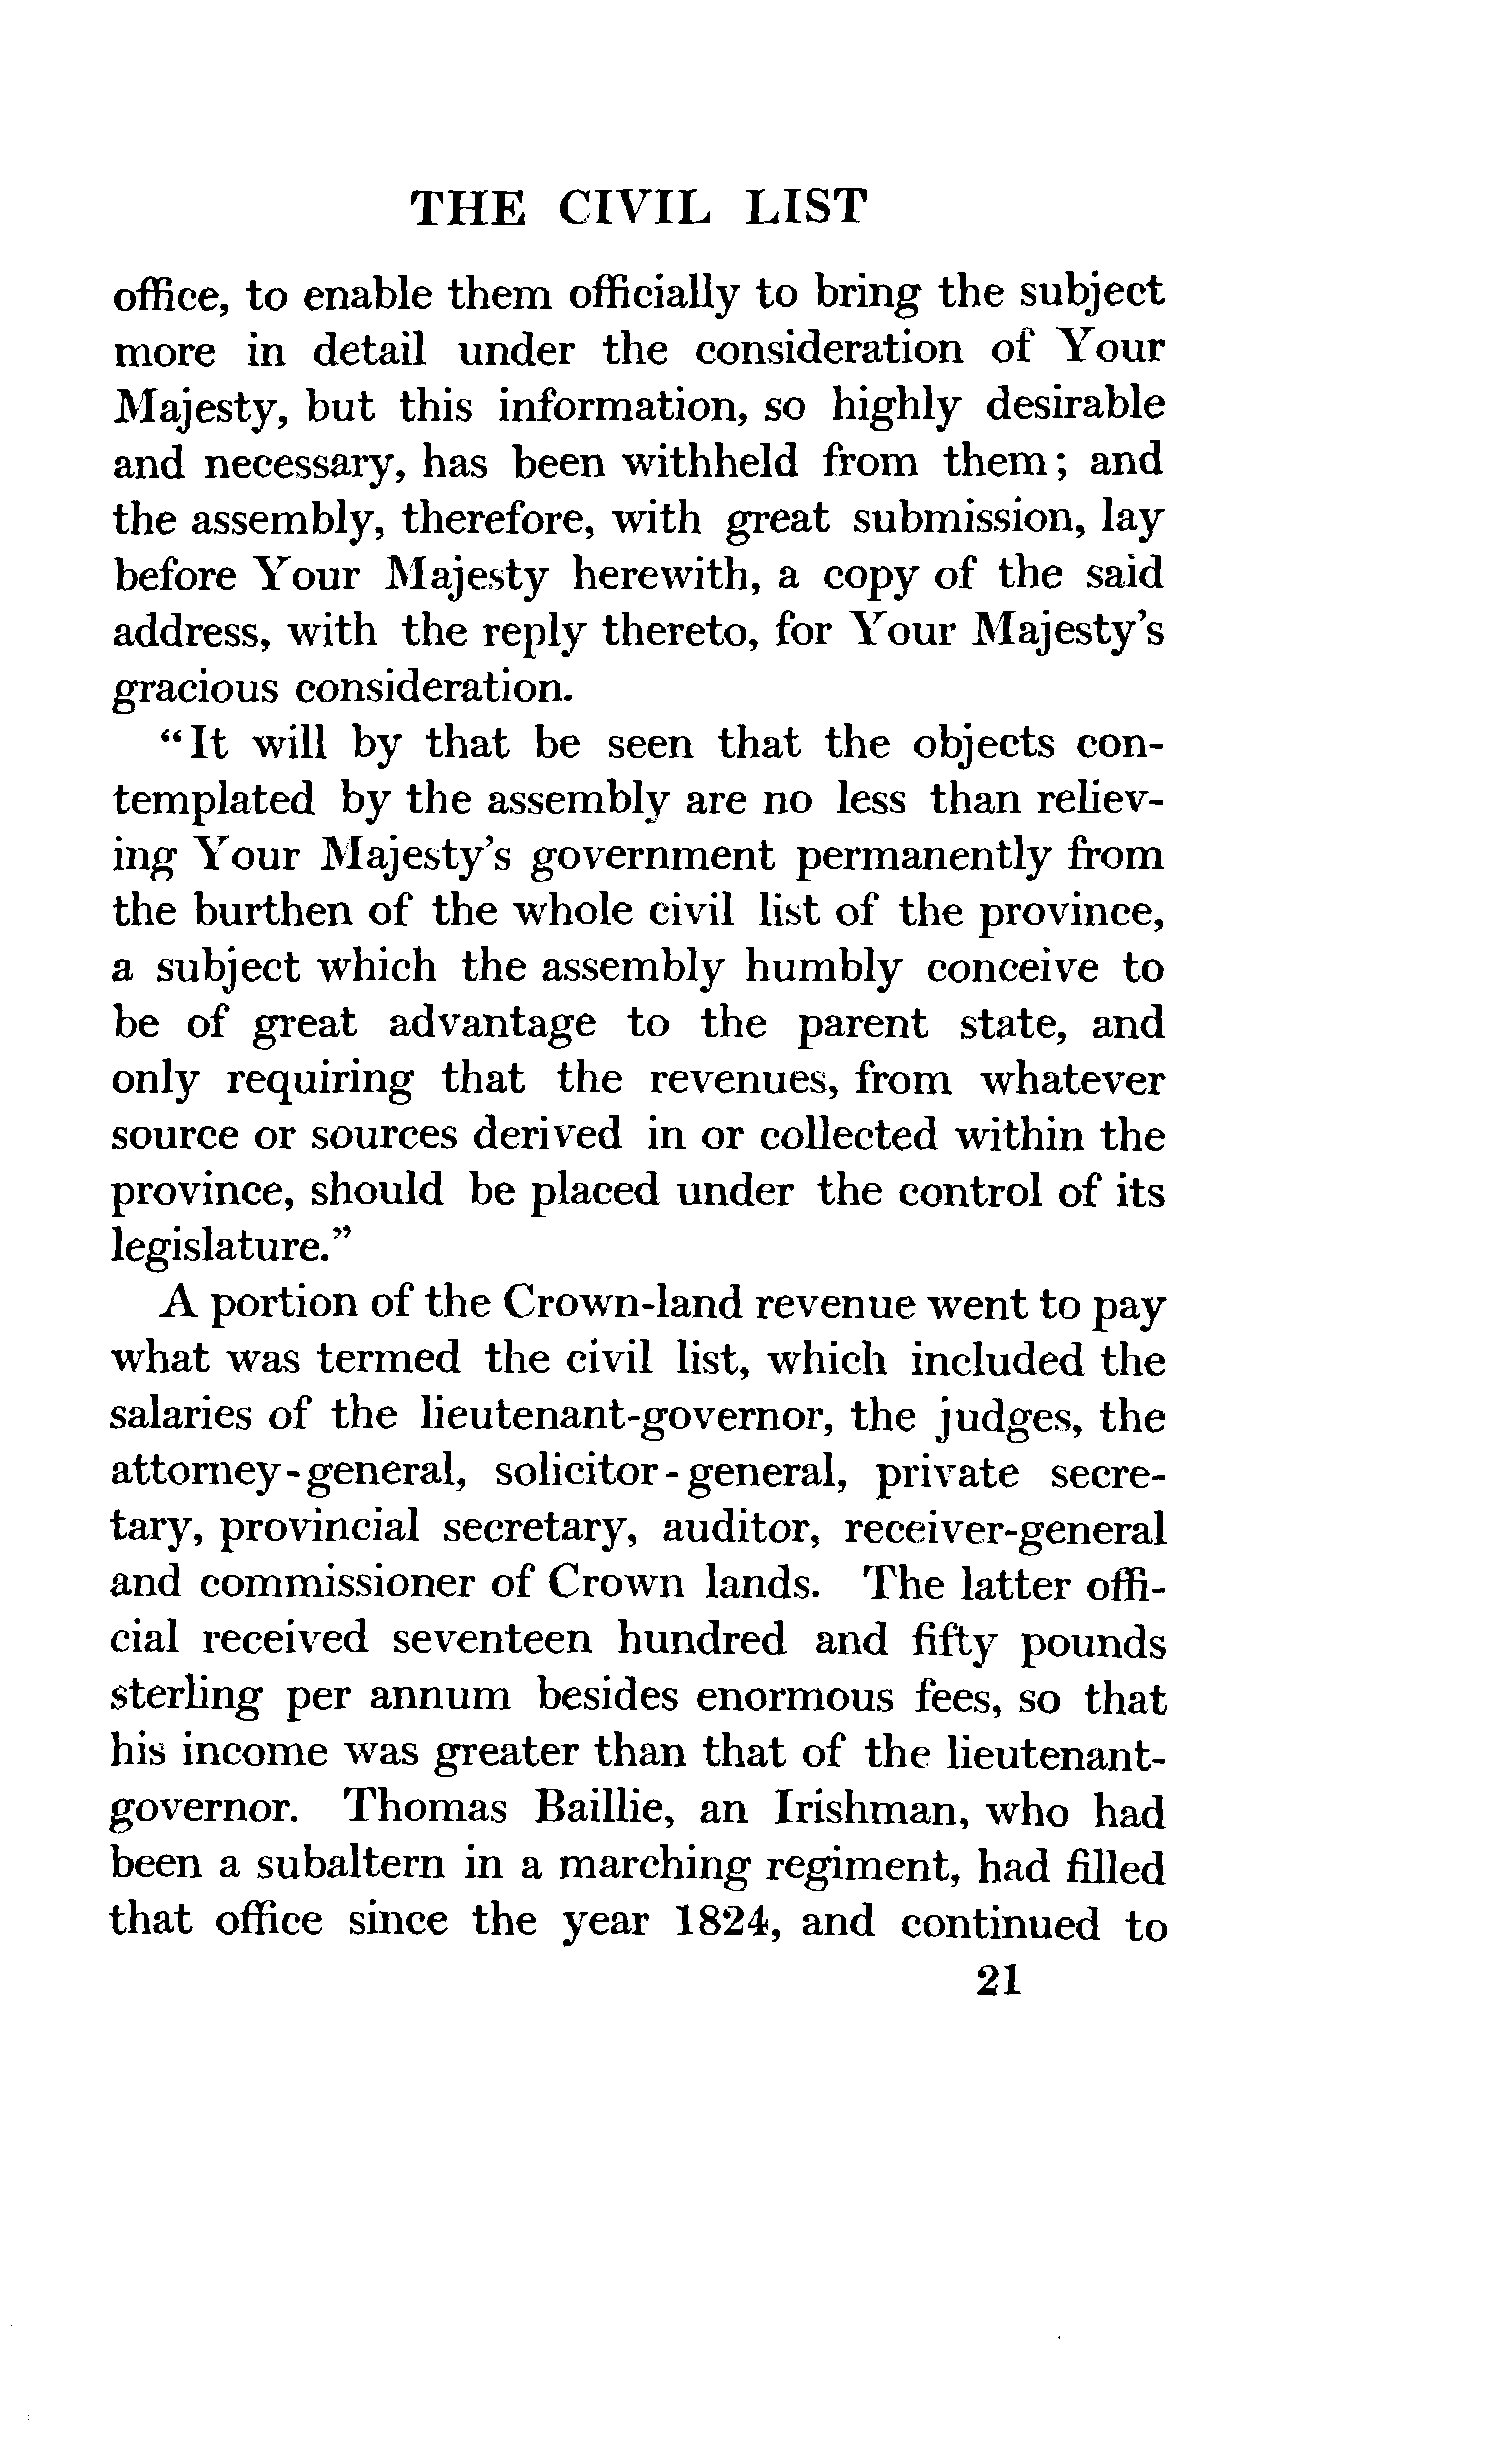 THE CIVIL LIST
office, to enable them officially to bring the subject
more in detail under the consideration of Your
Majesty, but this information, so highly desirable
and necessary, has been withheld from them; and
the assembly, therefore, with great submission, lay
before Your Majesty herewith, a copy of the said
address, with the reply thereto, for Your Majesty's
gracious consideration.
"It will by that be seen that the objects con-
templated by the assembly are no less than reliev-
ing Your Majesty's government permanently from
the burthen of the whole civil list of the province,
a subject which the assembly humbly conceive to
be of great advantage to the parent state, and
only requiring that the revenues, from whatever
source or sources derived in or collected within the
province, should be placed under the control of its
legislature."
A portion of the Crown-land revenue went to pay
what was termed the civil list, which included the
salaries of the lieutenant-governor, the judges, the
attorney-general, solicitor-general, private secre-
tary, provincial secretary, auditor, receiver-general
and commissioner of Crown lands. The latter offi-
cial received seventeen hundred and fifty pounds
sterling per annum besides enormous fees, so that
his income was greater than that of the lieutenant-
governor. Thomas Baillie, an Irishman, who had
been a subaltern in a marching regiment, had filled
that office since the year 1824, and continued to
21